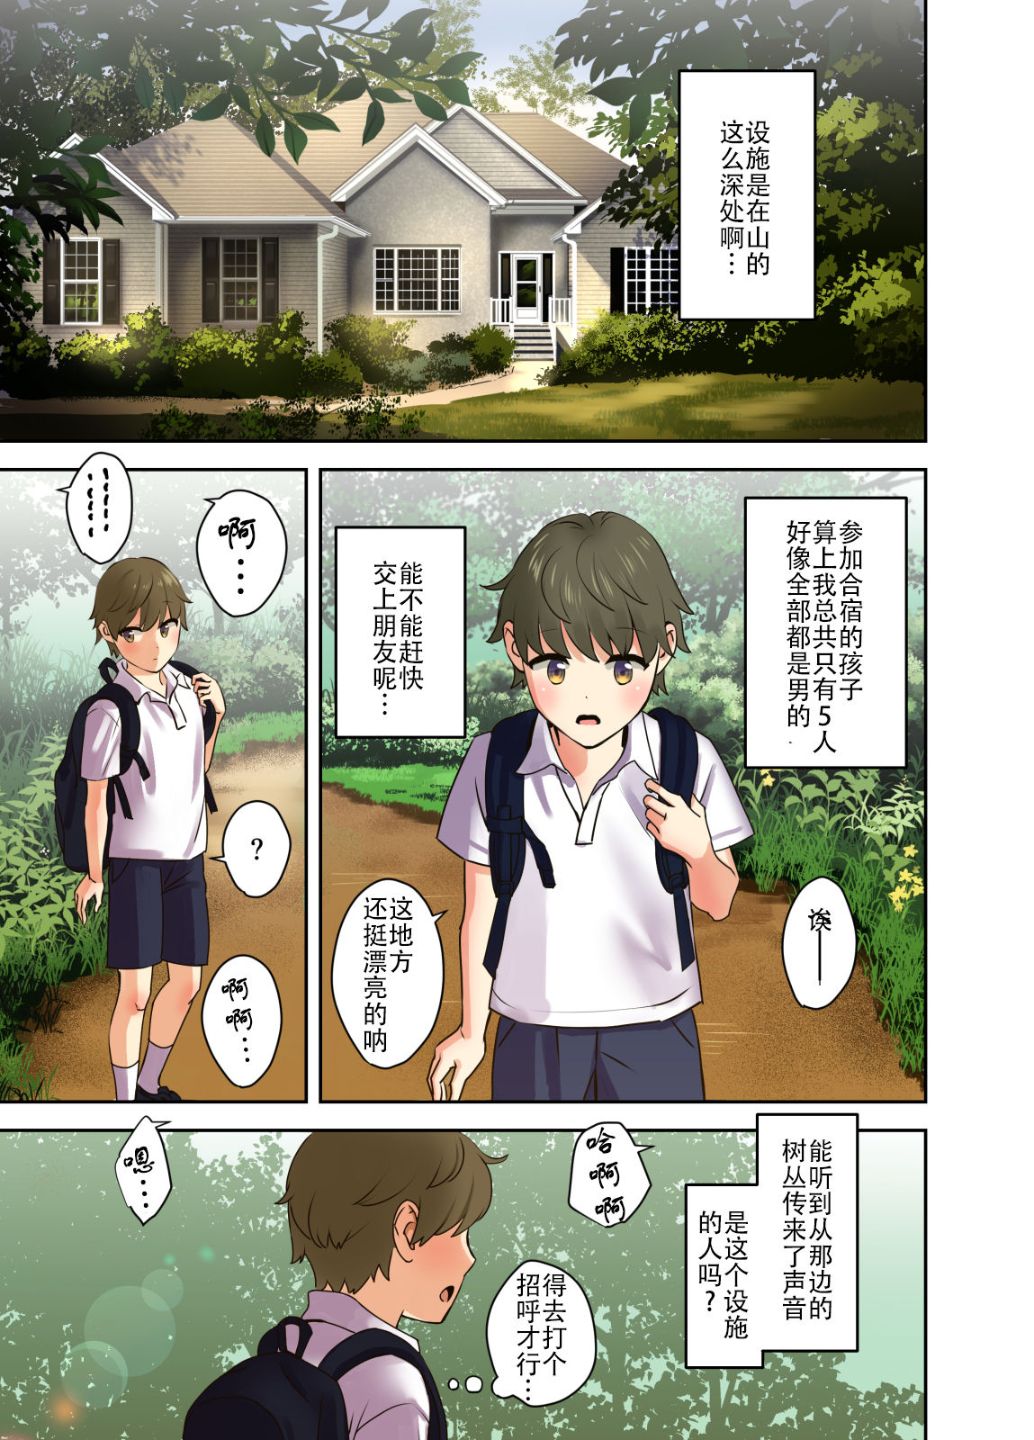 设施是在山的
这么深处啊…
参加合宿的孩子
算上我总共只有5人
好像全部都是男的
能不能赶快
交上朋友呢…
诶——
这地方
还挺漂亮的呐
啊…
……
?
啊
啊…
能听到从那边的
树丛传来了声音
是这个设施
的人吗?
哈
啊
啊
得去打个
招呼才行…
嗯…